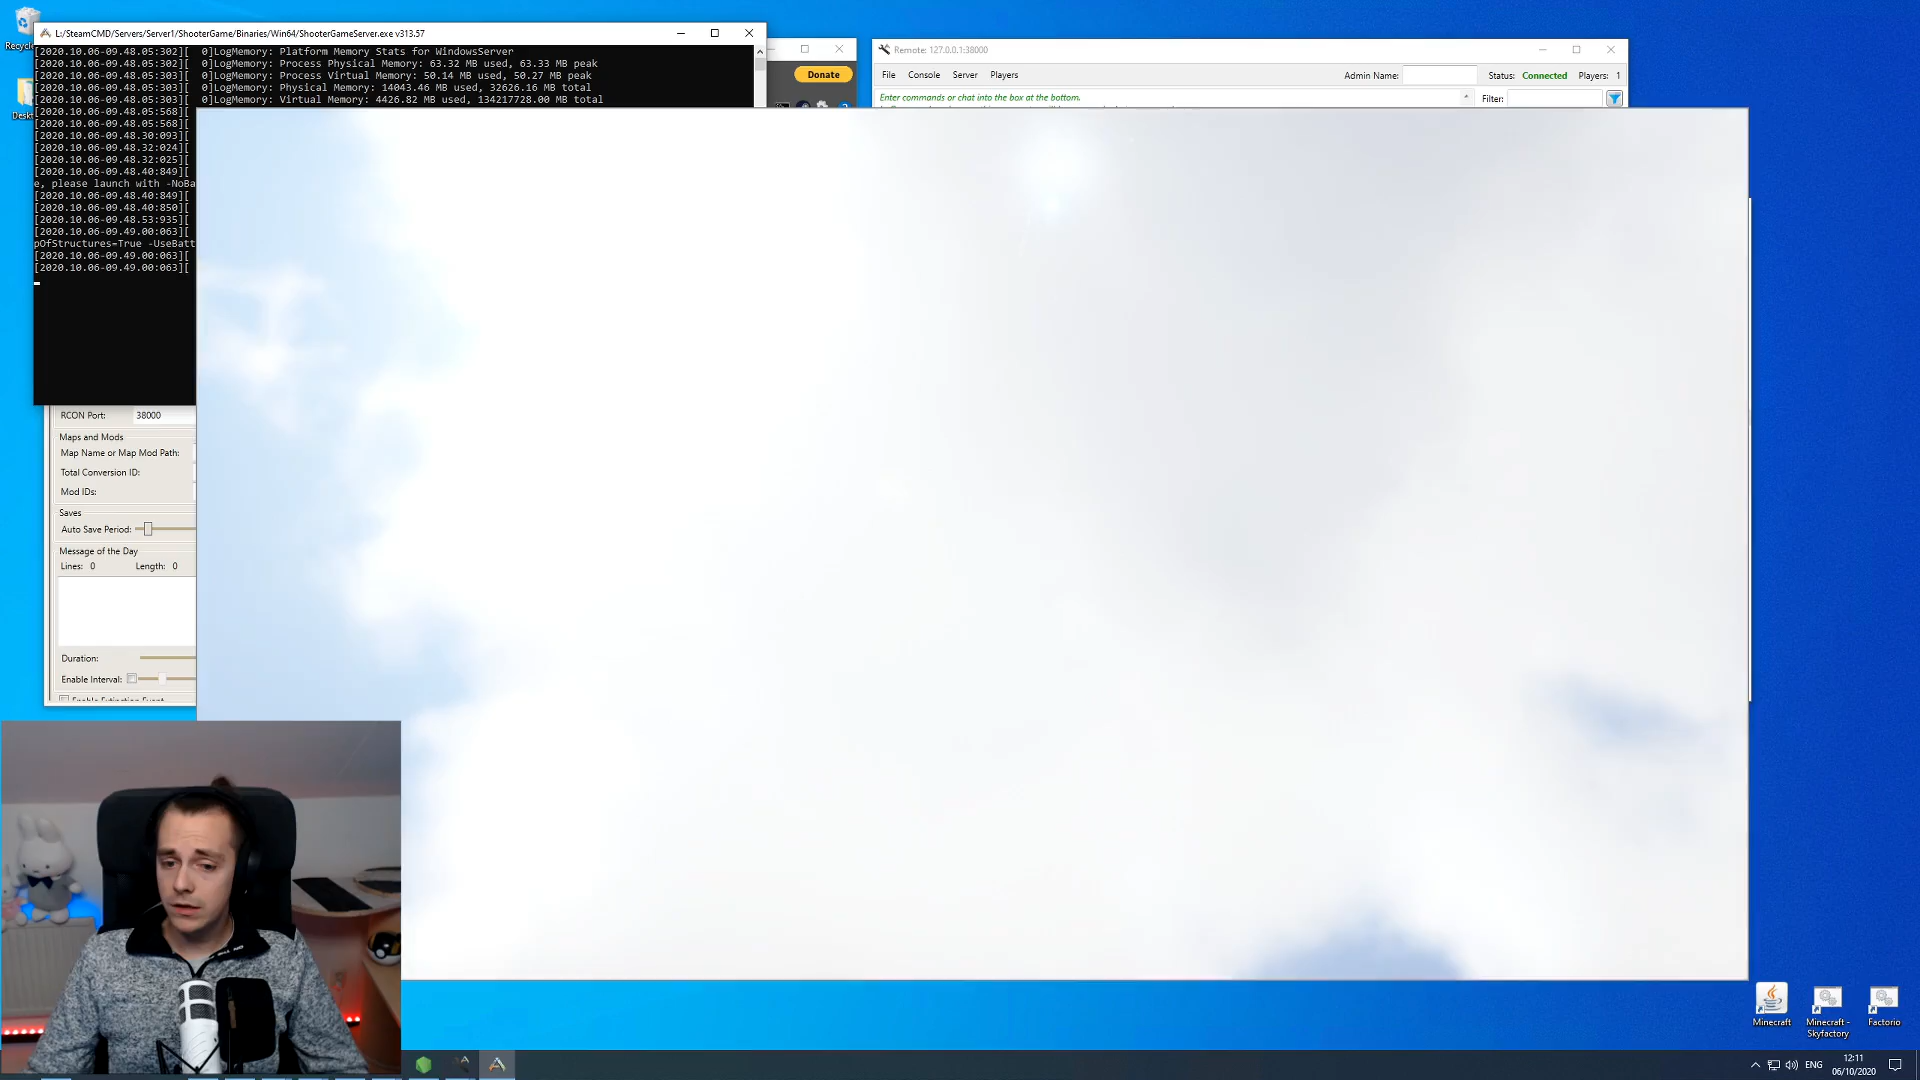 L:/SteamCMD/Servers/Server1/ShooterGame/Binaries/Win64/ShooterGameServer.exe v313.57
[2020.10.06-09.48.05:302][  0]LogMemory: Platform Memory Stats for WindowsServer
[2020.10.06-09.48.05:302][  0]LogMemory: Process Physical Memory: 63.32 MB used, 63.33 MB peak
[2020.10.06-09.48.05:303][  0]LogMemory: Process Virtual Memory: 50.14 MB used, 50.27 MB peak
[2020.10.06-09.48.05:303][  0]LogMemory: Physical Memory: 14043.46 MB used, 32626.16 MB total
[2020.10.06-09.48.05:303][  0]LogMemory: Virtual Memory: 4426.82 MB used, 134217728.00 MB total
[2020.10.06-09.48.05:568][
[2020.10.06-09.48.05:568][
[2020.10.06-09.48.30:093][
[2020.10.06-09.48.32:024][
[2020.10.06-09.48.32:025][
[2020.10.06-09.48.40:849][
e, please launch with -NoBa
[2020.10.06-09.48.40:849][
[2020.10.06-09.48.40:850][
[2020.10.06-09.48.53:935][
[2020.10.06-09.49.00:063][
pOfStructures=True -UseBatt
[2020.10.06-09.49.00:063][
[2020.10.06-09.49.00:063][
Donate
Remote: 127.0.0.1:38000
File Console Server Players
Admin Name: Status: Connected Players: 1
Enter commands or chat into the box at the bottom.
Filter:
RCON Port: 38000
Maps and Mods
Map Name or Map Mod Path:
Total Conversion ID:
Mod IDs:
Saves
Auto Save Period:
Message of the Day
Lines: 0 Length: 0
Duration:
Enable Interval:
Enable Extinction Event
Minecraft
Minecraft - Skyfactory
Factorio
ENG
12:11
06/10/2020